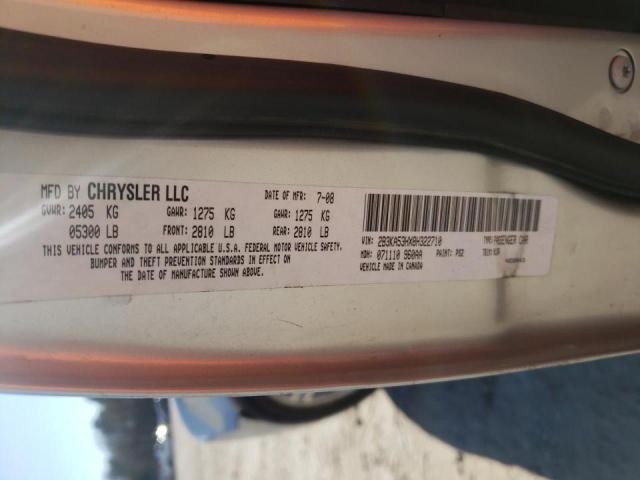 MFD BY CHRYSLER LLC DATE OF MFR: 7-08
GVWR: 2405 KG GAWR: 1275 KG GAWR: 1275 KG
05300 LB FRONT: 2810 LB REAR: 2810 LB
THIS VEHICLE CONFORMS TO ALL APPLICABLE U.S.A. FEDERAL MOTOR VEHICLE SAFETY,
BUMPER AND THEFT PREVENTION STANDARDS IN EFFECT ON
THE DATE OF MANUFACTURE SHOWN ABOVE.
VIN: 2B3KA53HX8H322710 TYPE: PASSENGER CAR
MDH: 071110 960AA PAINT: PS2 TRIM:
VEHICLE MADE IN CANADA